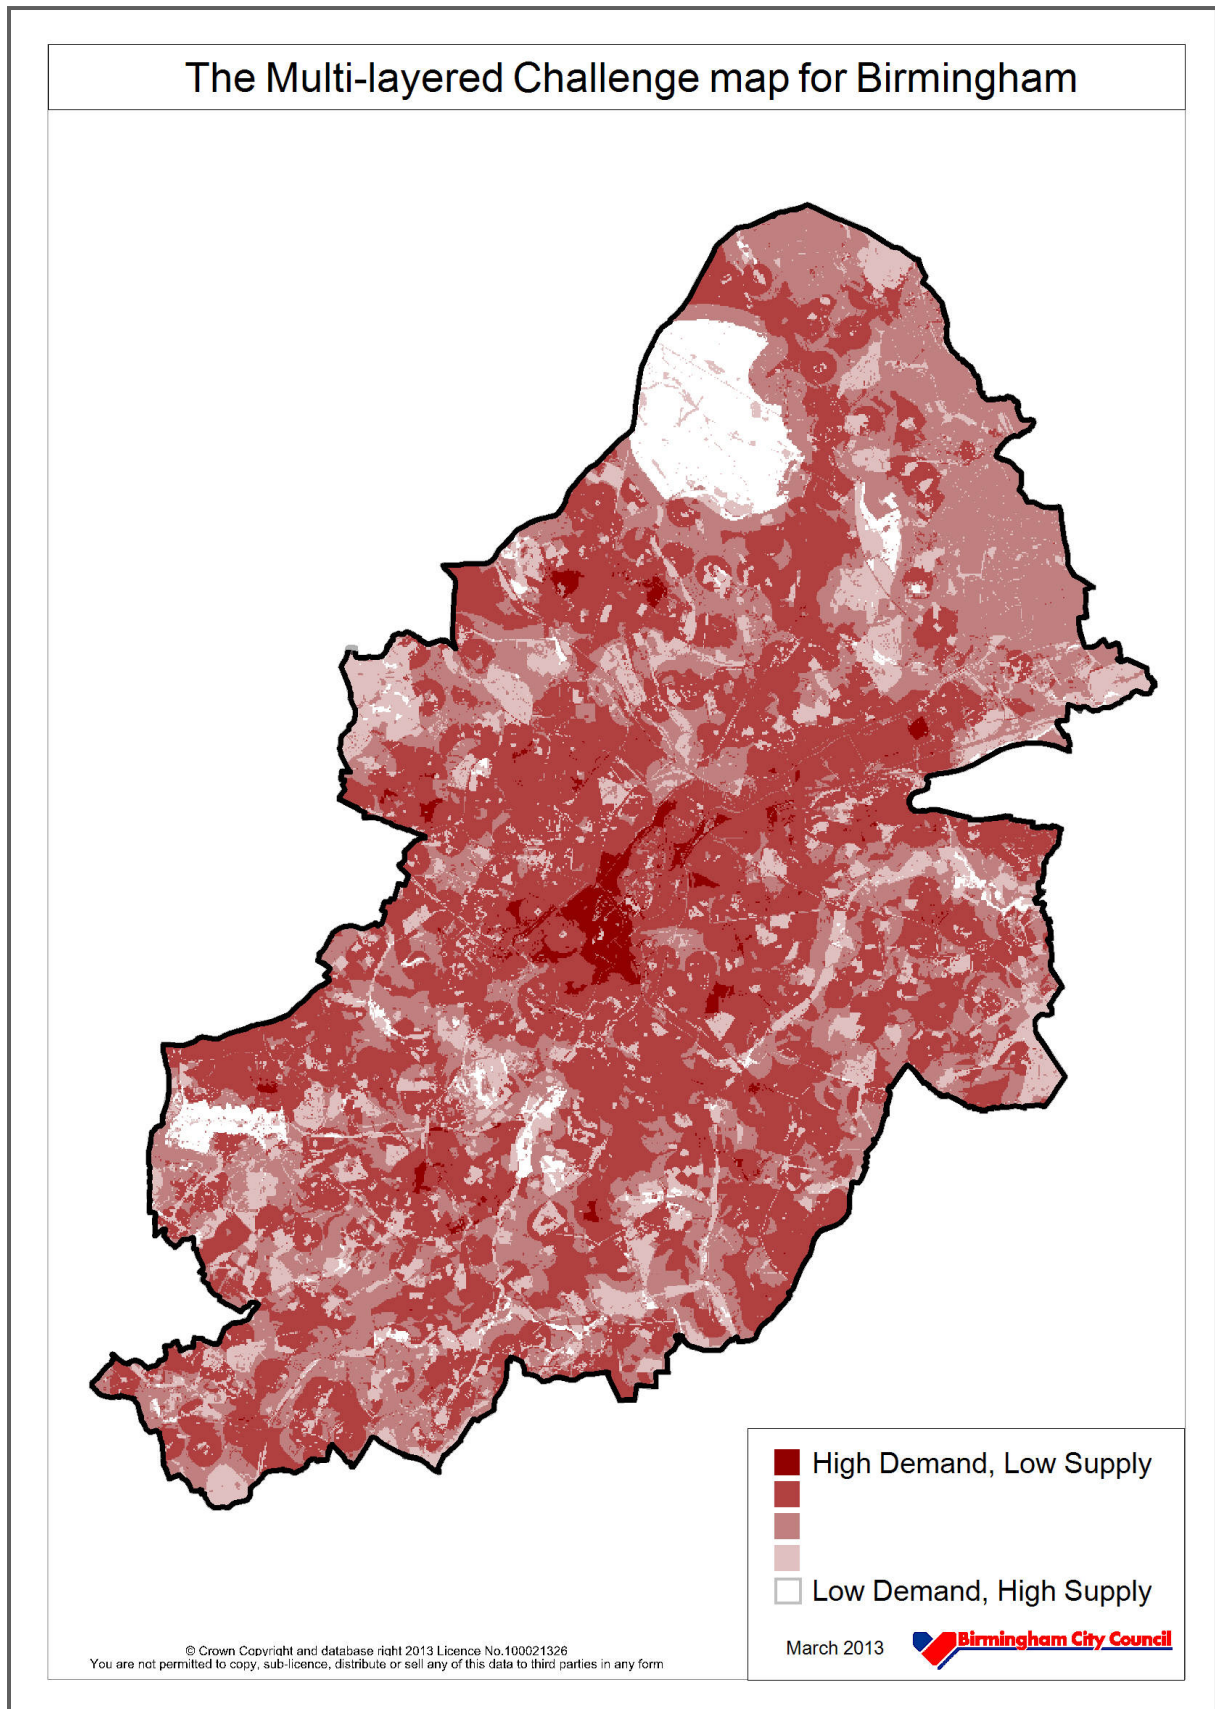 The Multi-layered Challenge map for Birmingham
High Demand, Low Supply
Low Demand, High Supply
March 2013
Birmingham City Council
© Crown Copyright and database right 2013 Licence No.100021326
You are not permitted to copy, sub-licence, distribute or sell any of this data to third parties in any form